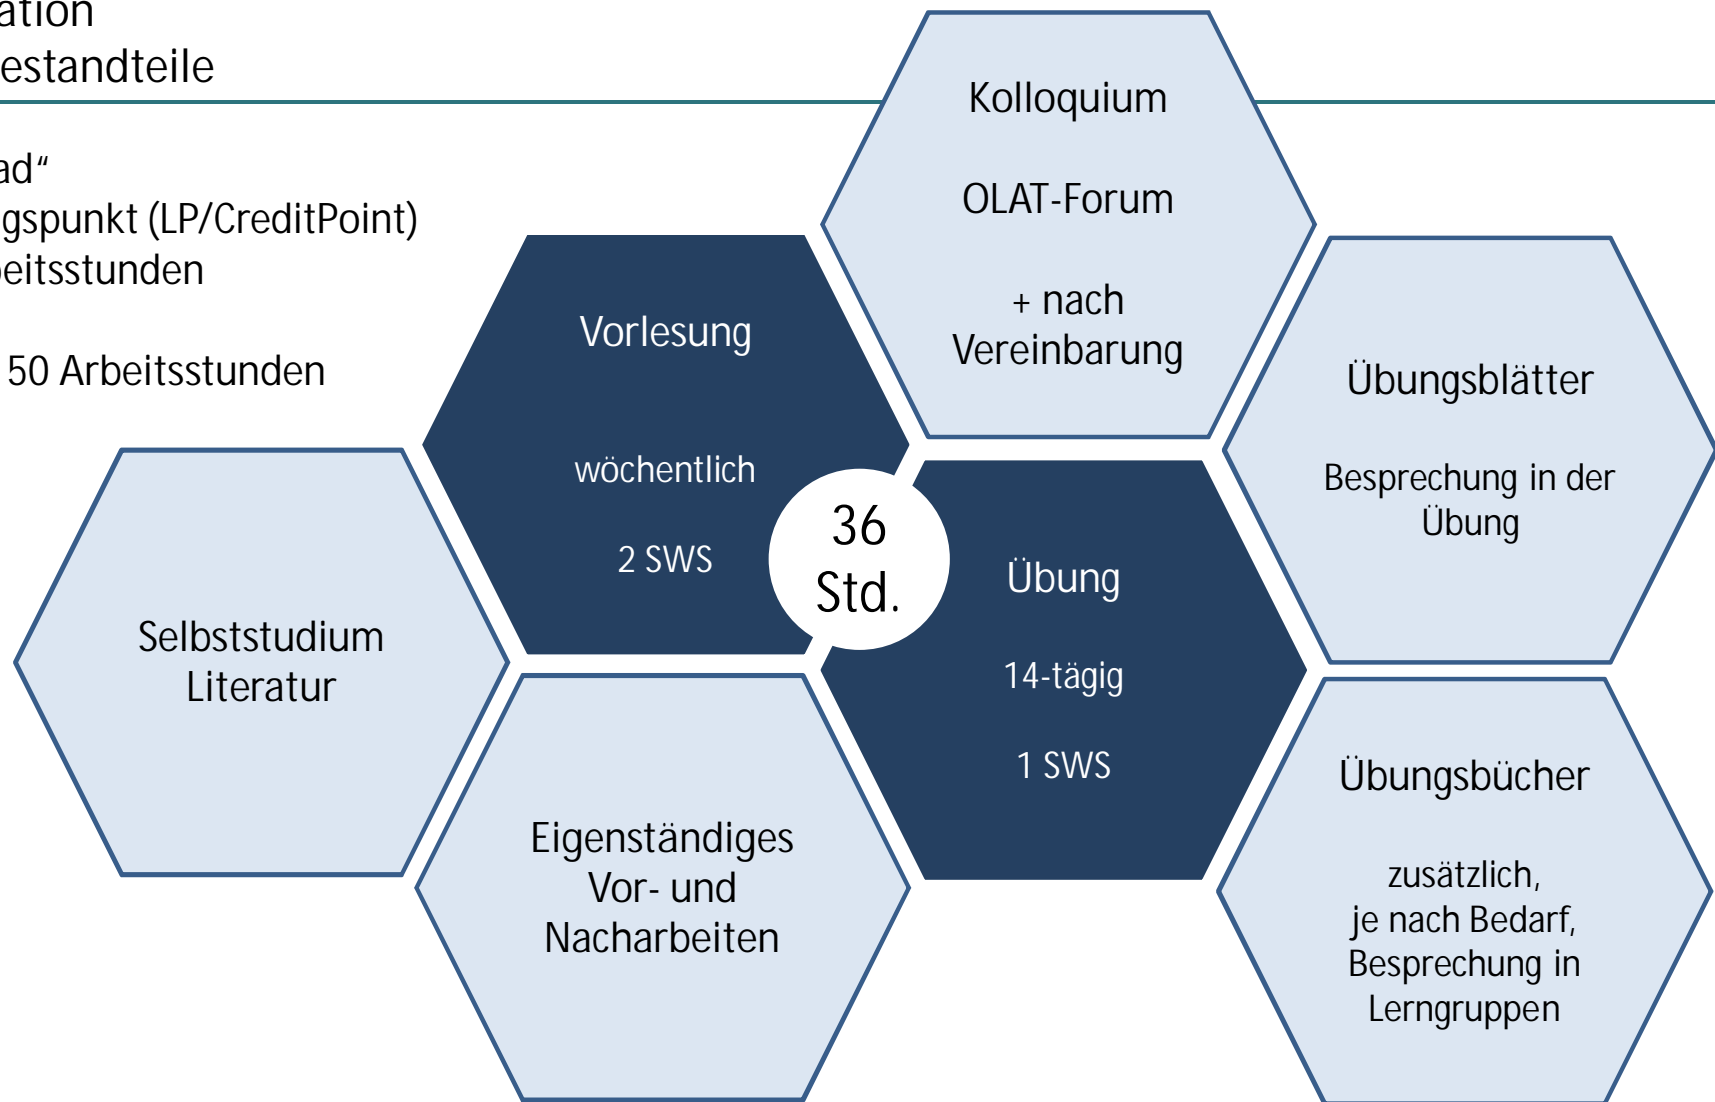 ation
estandteile
ad“
gspunkt (LP/CreditPoint)
beitsstunden
50 Arbeitsstunden
Kolloquium
OLAT-Forum
+ nach
Vereinbarung
Vorlesung
wöchentlich
2 SWS
36
Std.
Übung
14-tägig
1 SWS
Übungsblätter
Besprechung in der
Übung
Selbststudium
Literatur
Eigenständiges
Vor- und
Nacharbeiten
Übungsbücher
zusätzlich,
je nach Bedarf,
Besprechung in
Lerngruppen